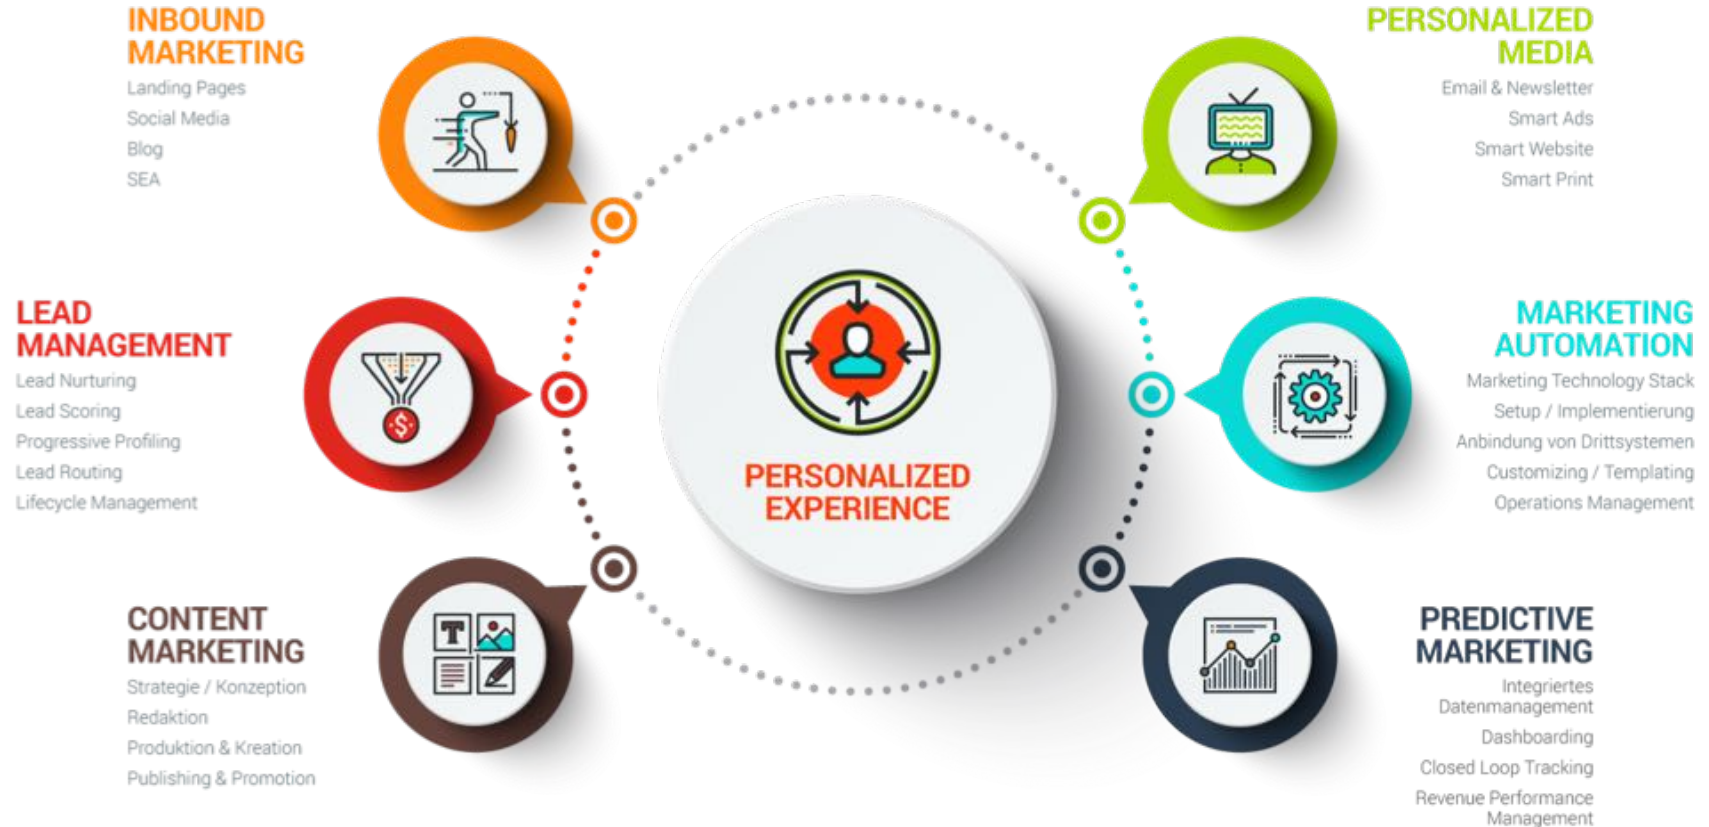 INBOUND
MARKETING
Landing Pages
Social Media
Blog
SEA
LEAD
MANAGEMENT
Lead Nurturing
Lead Scoring
Progressive Profiling
Lead Routing
Lifecycle Management
CONTENT
MARKETING
Strategie / Konzeption
Redaktion
Produktion & Kreation
Publishing & Promotion
PERSONALIZED
EXPERIENCE
PERSONALIZED
MEDIA
Email & Newsletter
Smart Ads
Smart Website
Smart Print
MARKETING
AUTOMATION
Marketing Technology Stack
Setup / Implementierung
Anbindung von Drittsystemen
Customizing / Templating
Operations Management
PREDICTIVE
MARKETING
Integriertes
Datenmanagement
Dashboarding
Closed Loop Tracking
Revenue Performance
Management
T
$